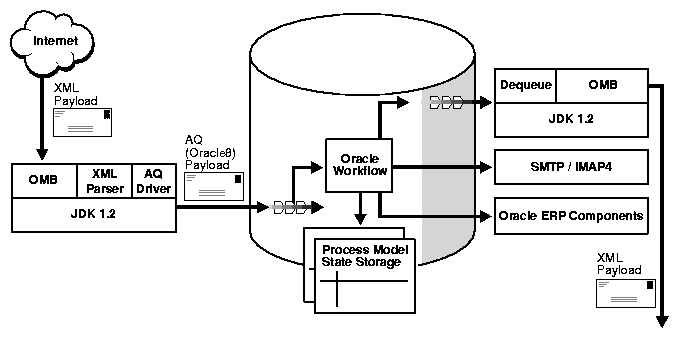 Internet
XML
Payload
OMB
XML
Parser
AQ
Driver
JDK 1.2
AQ
(Oracle8)
Payload
Oracle
Workflow
Process Model
State Storage
Dequeue
OMB
JDK 1.2
SMTP / IMAP4
Oracle ERP Components
XML
Payload